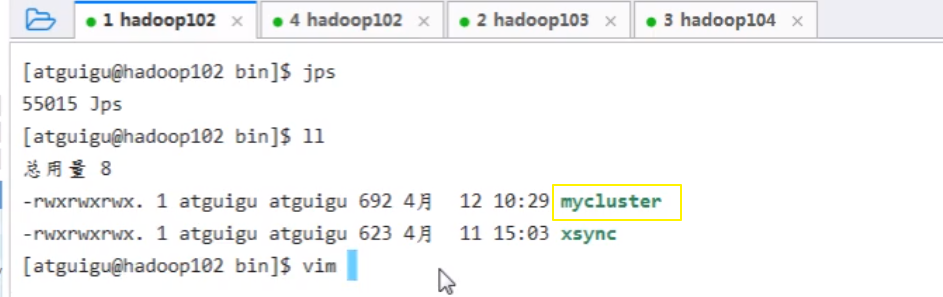 1 hadoop102 × 4 hadoop102 × 2 hadoop103 × 3 hadoop104 ×
[atguigu@hadoop102 bin]$ jps
55015 Jps
[atguigu@hadoop102 bin]$ ll
总用量 8
-rwxrwxrwx. 1 atguigu atguigu 692 4月  12 10:29 mycluster
-rwxrwxrwx. 1 atguigu atguigu 623 4月  11 15:03 xsync
[atguigu@hadoop102 bin]$ vim